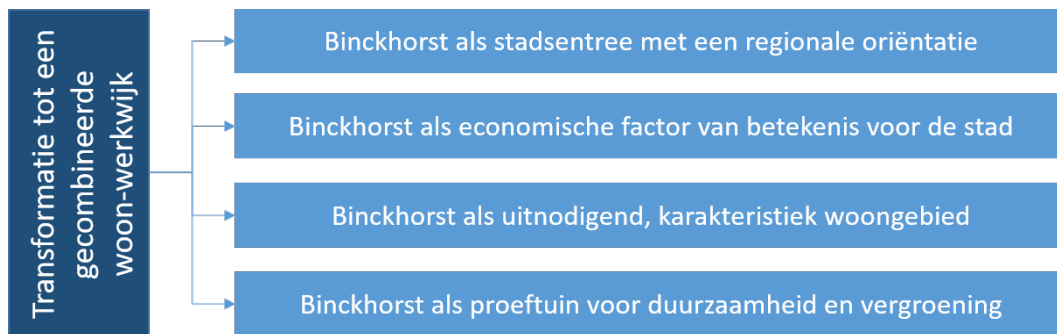 Transformatie tot een
gecombineerde
woon-werkwijk
Binckhorst als stadsentree met een regionale oriëntatie
Binckhorst als economische factor van betekenis voor de stad
Binckhorst als uitnodigend, karakteristiek woongebied
Binckhorst als proeftuin voor duurzaamheid en vergroening